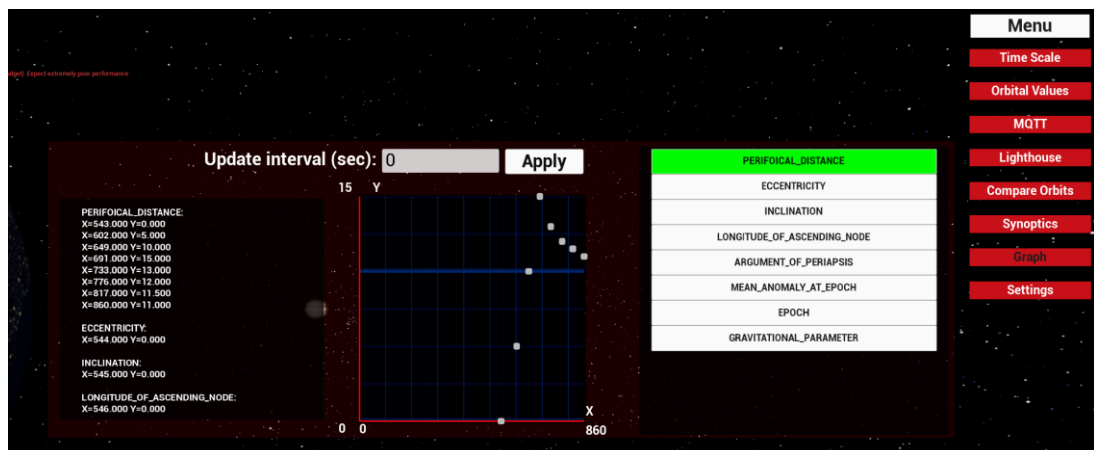 Menu
Time Scale
Orbital Values
MQTT
Lighthouse
Compare Orbits
Synoptics
Graph
Settings
Expect extremely poor performance.
Update interval (sec): 0 Apply
PERIFOICAL_DISTANCE:
X=543.000 Y=0.000
X=602.000 Y=5.000
X=649.000 Y=10.000
X=691.000 Y=15.000
X=733.000 Y=13.000
X=776.000 Y=12.000
X=817.000 Y=11.500
X=860.000 Y=11.000
ECCENTRICITY:
X=544.000 Y=0.000
INCLINATION:
X=545.000 Y=0.000
LONGITUDE_OF_ASCENDING_NODE:
X=546.000 Y=0.000
15 Y
X
0 0 860
PERIFOICAL_DISTANCE
ECCENTRICITY
INCLINATION
LONGITUDE_OF_ASCENDING_NODE
ARGUMENT_OF_PERIAPSIS
MEAN_ANOMALY_AT_EPOCH
EPOCH
GRAVITATIONAL_PARAMETER